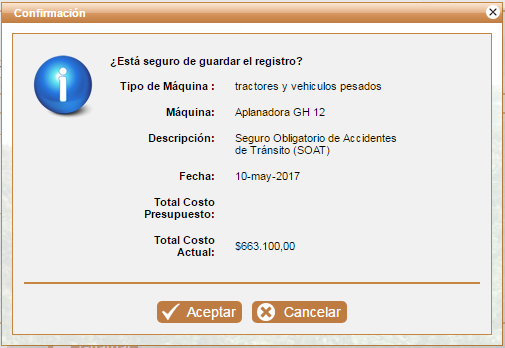 Confirmación
¿Está seguro de guardar el registro?
Tipo de Máquina : tractores y vehiculos pesados
Máquina: Aplanadora GH 12
Descripción: Seguro Obligatorio de Accidentes
de Tránsito (SOAT)
Fecha: 10-may-2017
Total Costo
Presupuesto:
Total Costo
Actual: $663.100,00
Aceptar Cancelar